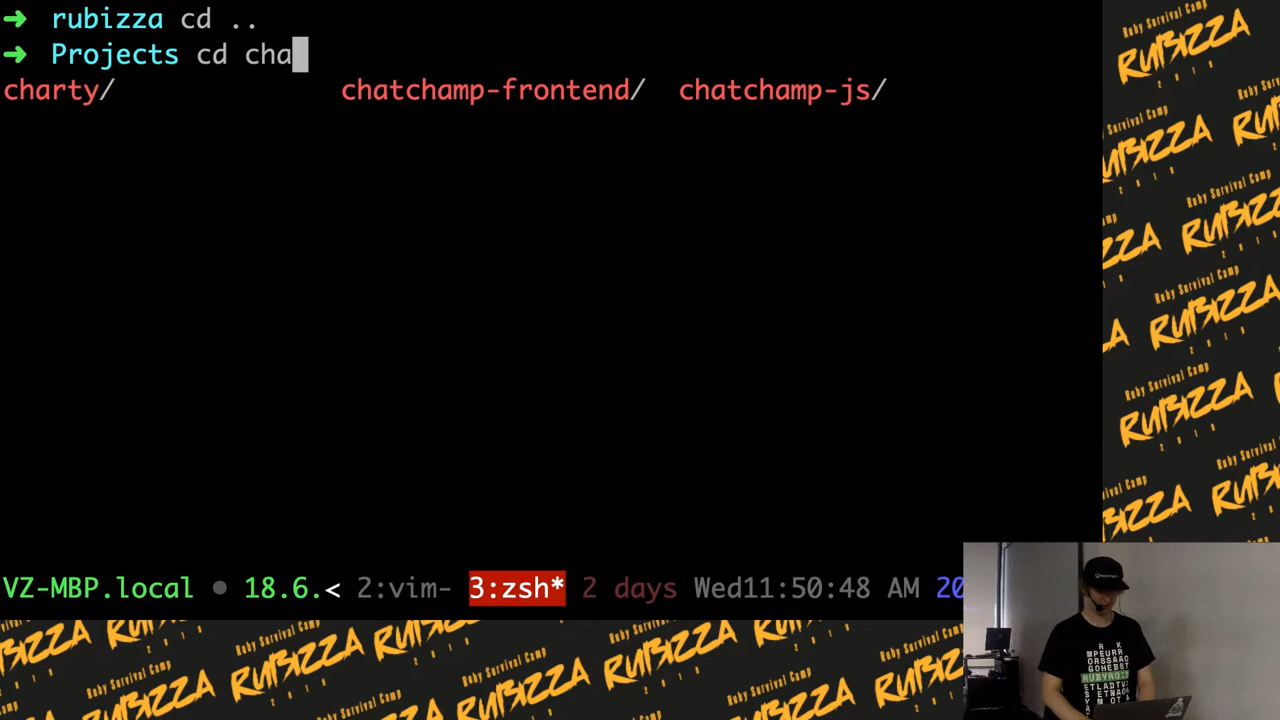 ➜ rubizza cd ..
➜ Projects cd cha
charty/ chatchamp-frontend/ chatchamp-js/
VZ-MBP.local ● 18.6.< 2:vim- 3:zsh* 2 days Wed11:50:48 AM 20
Ruby Survival Camp
RUBIZZA
2019